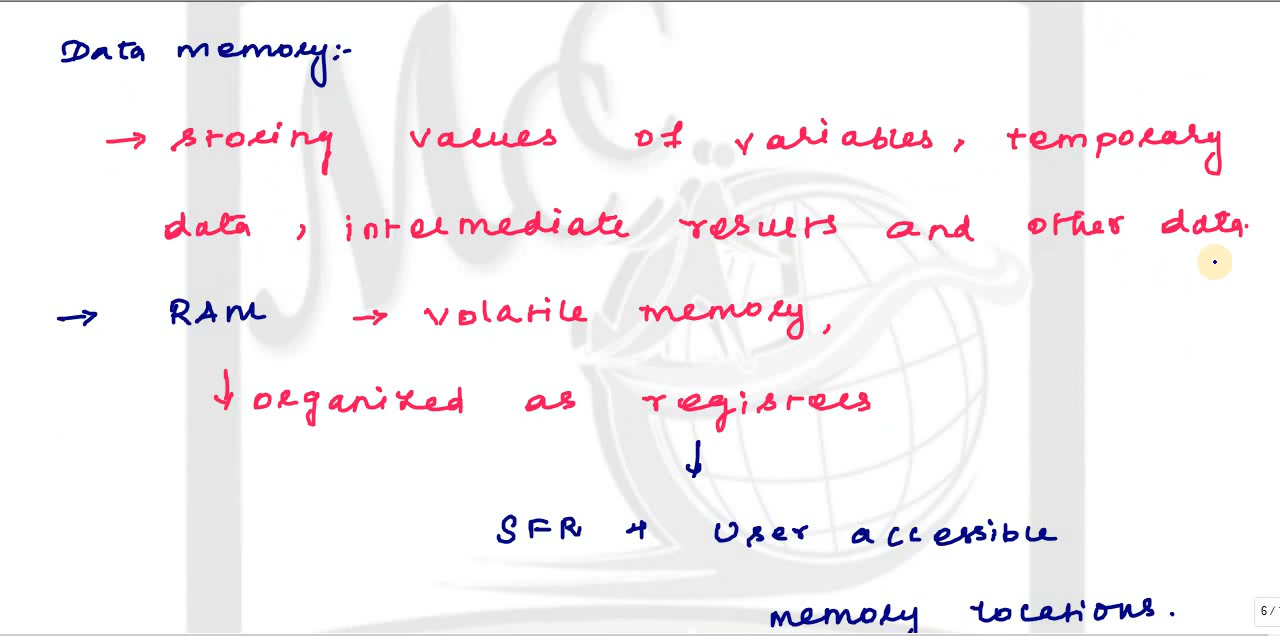 Data memory:-
→ storing values of variables, temporary
data, intermediate results and other data.
→ RAM → volatile memory,
↓ organized as registers
↓
SFR + User accessible
memory locations.
6 /